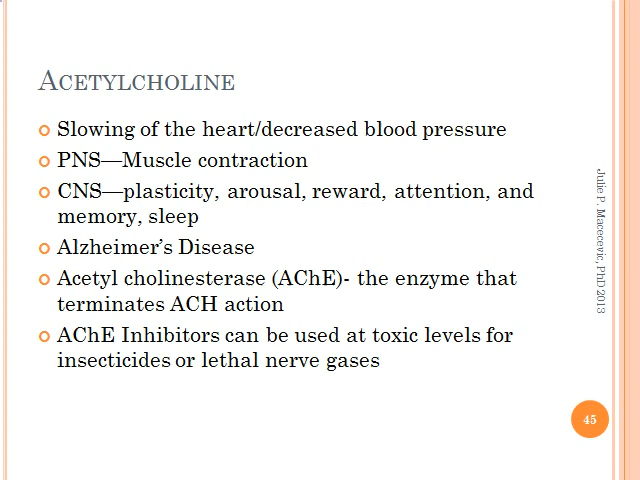 ACETYLCHOLINE
Slowing of the heart/decreased blood pressure
PNS—Muscle contraction
CNS—plasticity, arousal, reward, attention, and
memory, sleep
Alzheimer's Disease
Acetyl cholinesterase (AChE)- the enzyme that
terminates ACH action
AChE Inhibitors can be used at toxic levels for
insecticides or lethal nerve gases
Julie P. Macecevic, PhD 2013
45